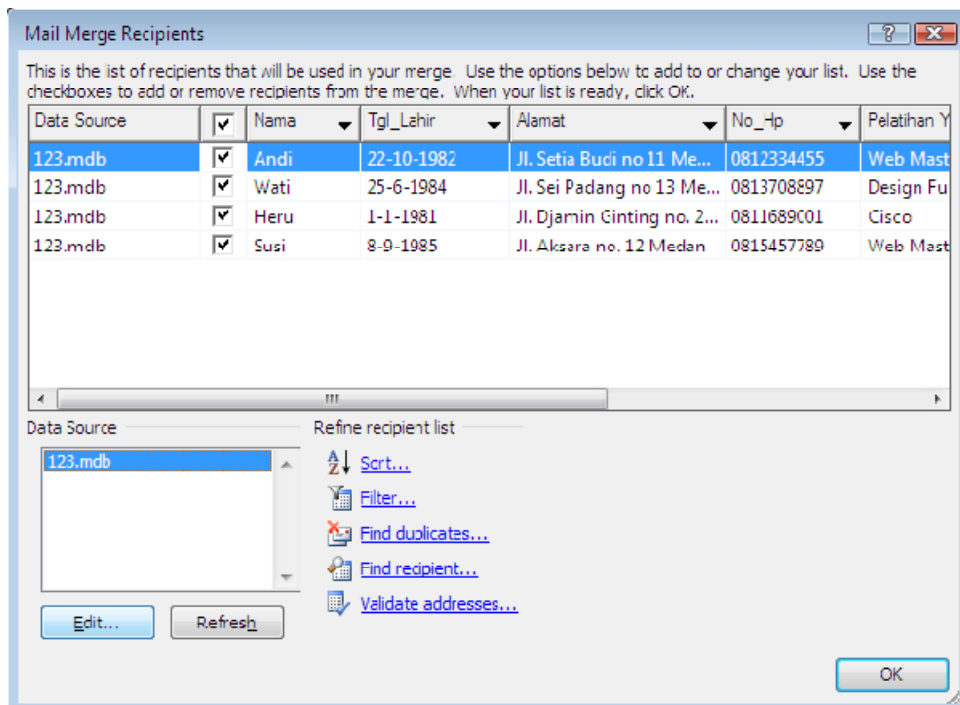 Mail Merge Recipients
This is the list of recipients that will be used in your merge. Use the options below to add to or change your list. Use the
checkboxes to add or remove recipients from the merge. When your list is ready, click OK.
Data Source Nama Tgl_Lahir Alamat No_Hp Pelatihan Y
123.mdb Andi 22-10-1982 Jl. Setia Budi no 11 Me... 0812334455 Web Mast
123.mdb Wati 25-6-1984 Jl. Sei Padang no 13 Me... 0813708897 Design Fu
123.mdb Heru 1-1-1981 Jl. Djamin Ginting no. 2... 0811689001 Cisco
123.mdb Susi 8-9-1985 Jl. Aksara no. 12 Medan 0815457789 Web Mast
Data Source Refine recipient list
123.mdb
Sort...
Filter...
Find duplicates...
Find recipient...
Validate addresses...
Edit... Refresh
OK